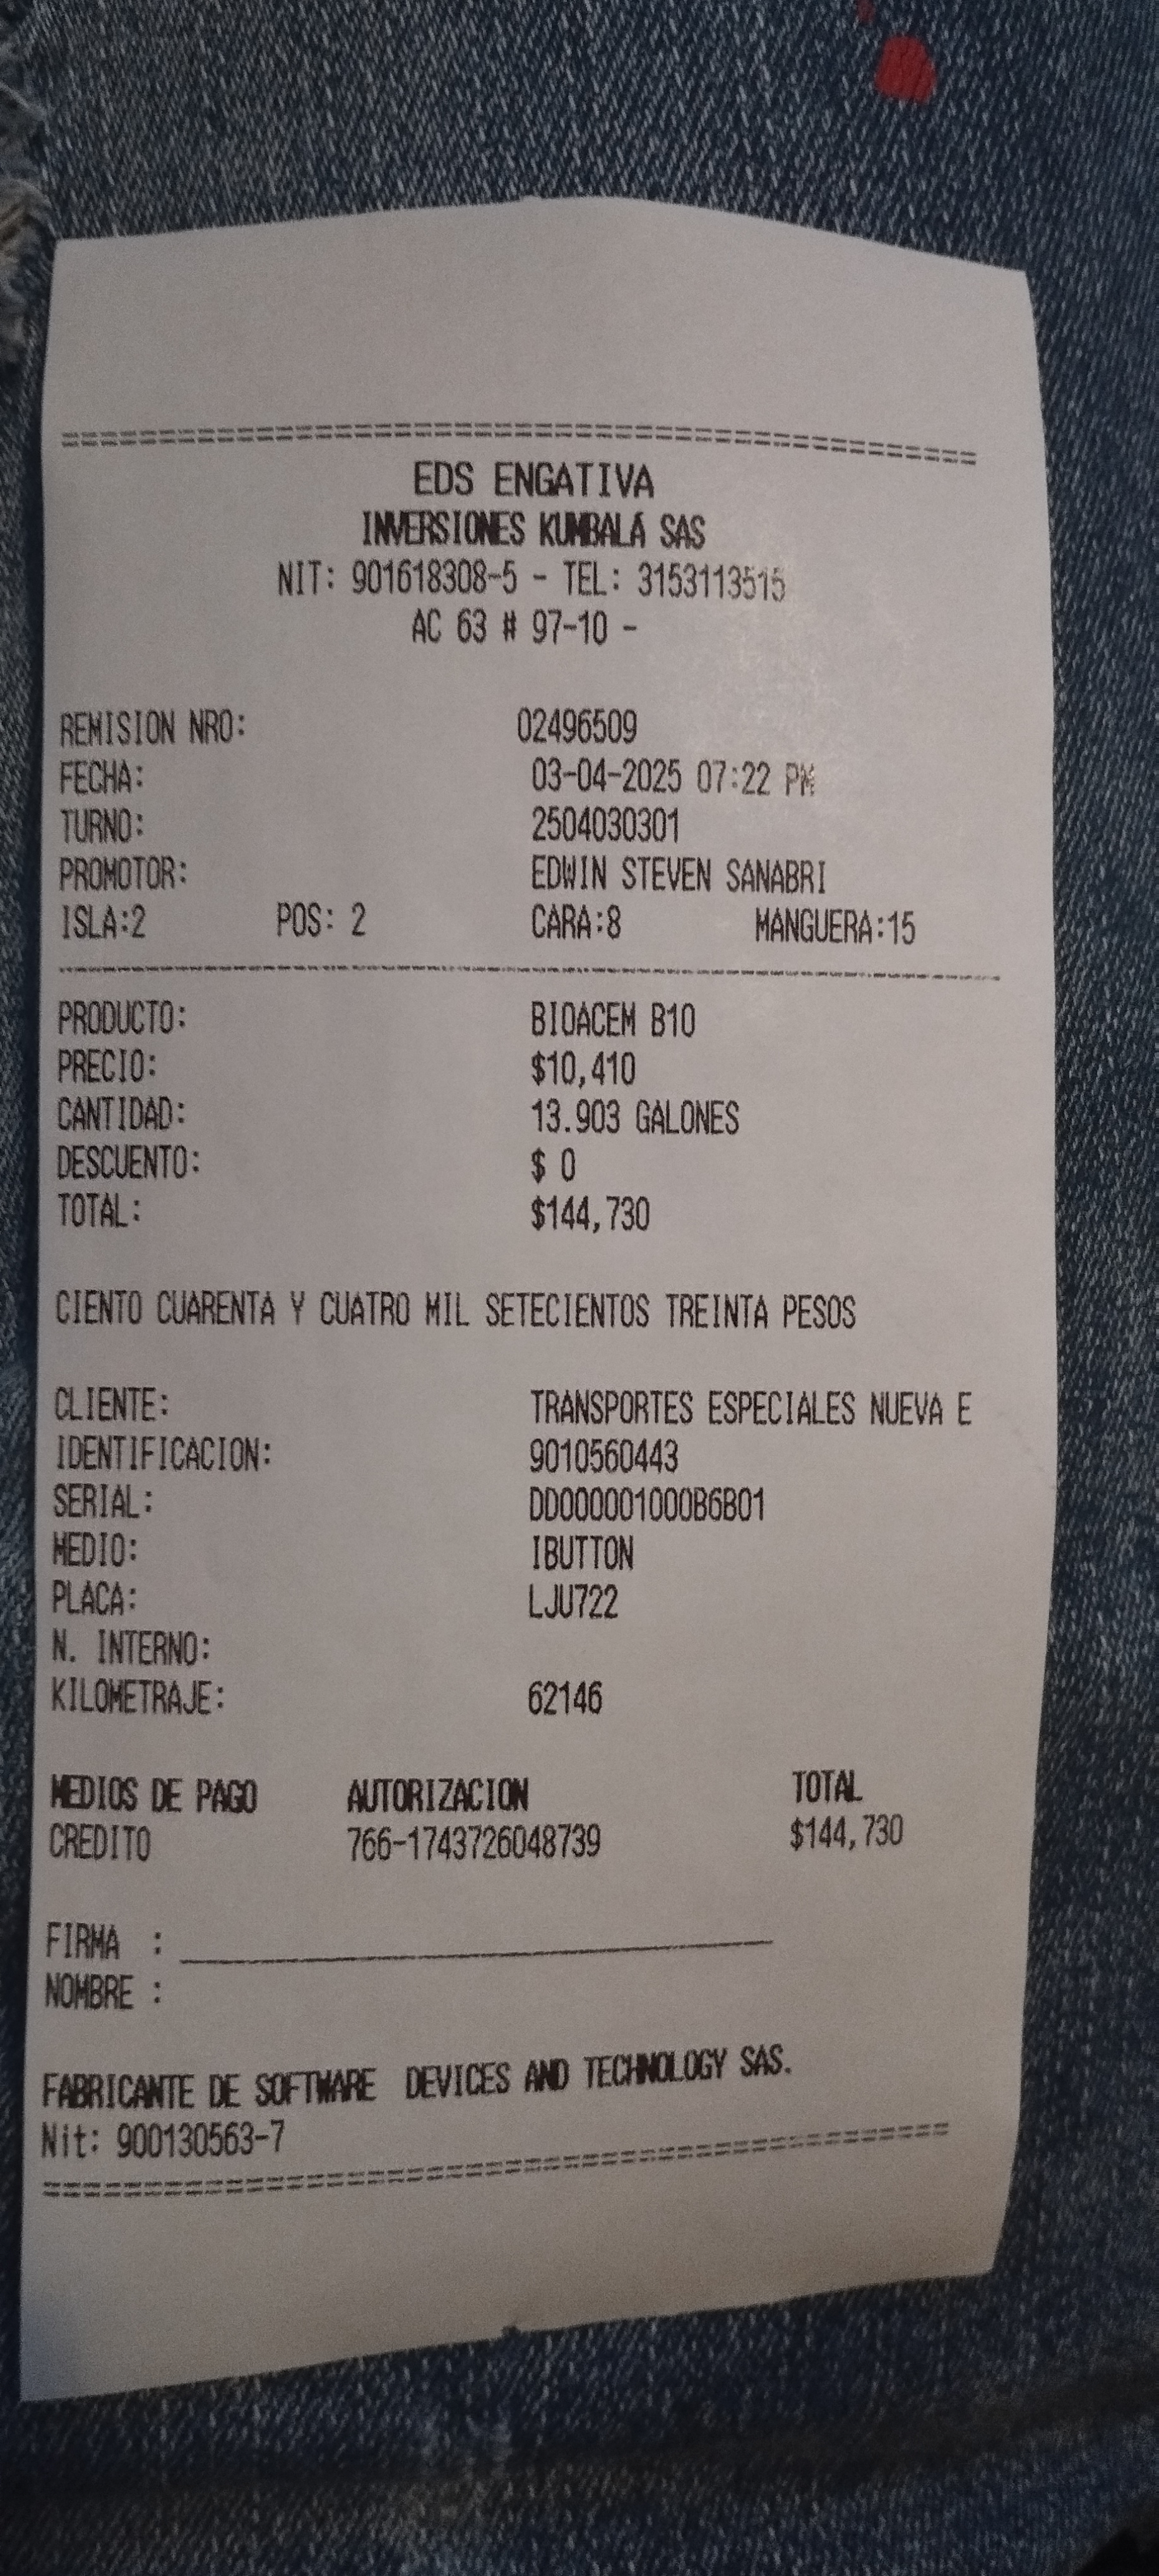 ================================================
EDS ENGATIVA
INVERSIONES KUMBALÁ SAS
NIT: 901618308-5 - TEL: 3153113515
AC 63 # 97-10 -
REMISION NRO: 02496509
FECHA: 03-04-2025 07:22 PM
TURNO: 2504030301
PROMOTOR: EDWIN STEVEN SANABRI
ISLA:2 POS: 2 CARA:8 MANGUERA:15
------------------------------------------------
PRODUCTO: BIOACEM B10
PRECIO: $10,410
CANTIDAD: 13.903 GALONES
DESCUENTO: $ 0
TOTAL: $144,730
CIENTO CUARENTA Y CUATRO MIL SETECIENTOS TREINTA PESOS
CLIENTE: TRANSPORTES ESPECIALES NUEVA E
IDENTIFICACION: 9010560443
SERIAL: DD000001000B6B01
MEDIO: IBUTTON
PLACA: LJU722
N. INTERNO:
KILOMETRAJE: 62146
MEDIOS DE PAGO AUTORIZACION TOTAL
CREDITO 766-1743726048739 $144,730
FIRMA : ______________________________
NOMBRE :
FABRICANTE DE SOFTWARE DEVICES AND TECHNOLOGY SAS.
Nit: 900130563-7
================================================